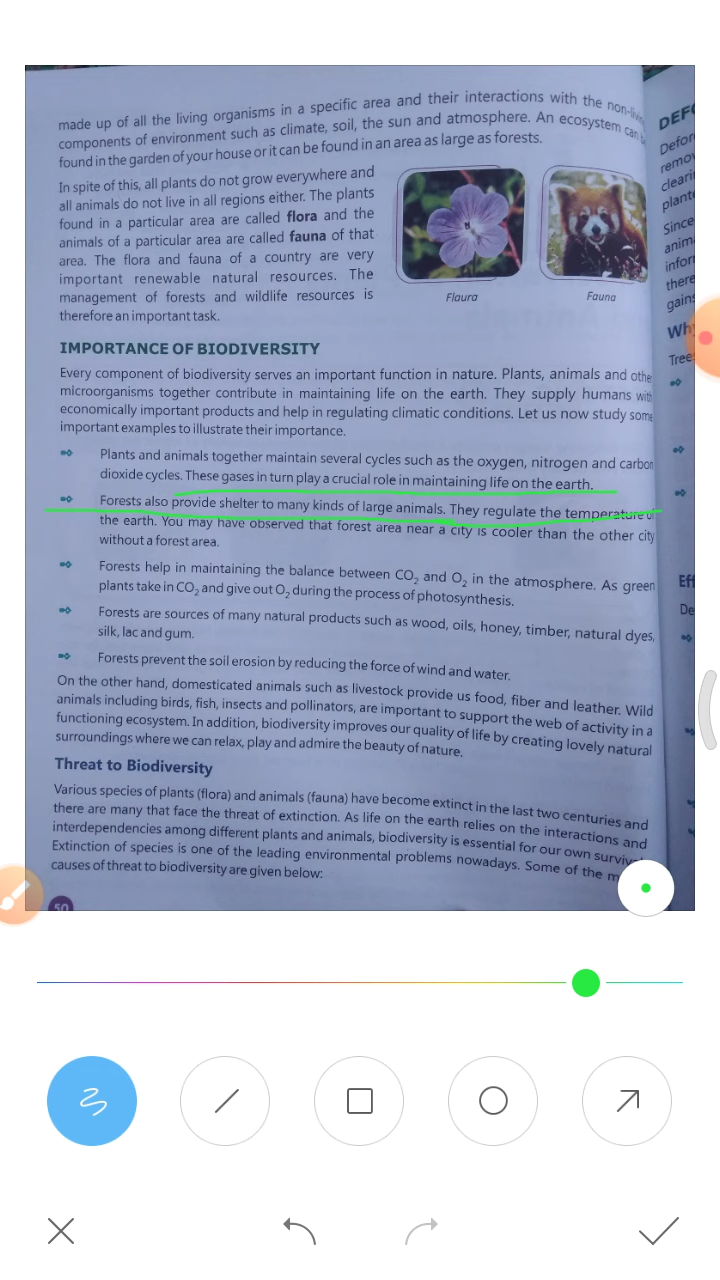 made up of all the living organisms in a specific area and their interactions with the non-living
components of environment such as climate, soil, the sun and atmosphere. An ecosystem can
found in the garden of your house or it can be found in an area as large as forests.
In spite of this, all plants do not grow everywhere and
all animals do not live in all regions either. The plants
found in a particular area are called flora and the
animals of a particular area are called fauna of that
area. The flora and fauna of a country are very
important renewable natural resources. The
management of forests and wildlife resources is
therefore an important task.
Flaura
Fauna
IMPORTANCE OF BIODIVERSITY
Every component of biodiversity serves an important function in nature. Plants, animals and othe
microorganisms together contribute in maintaining life on the earth. They supply humans with
economically important products and help in regulating climatic conditions. Let us now study some
important examples to illustrate their importance.
Plants and animals together maintain several cycles such as the oxygen, nitrogen and carbon
dioxide cycles. These gases in turn play a crucial role in maintaining life on the earth.
Forests also provide shelter to many kinds of large animals. They regulate the temperature of
the earth. You may have observed that forest area near a city is cooler than the other city
without a forest area.
Forests help in maintaining the balance between CO₂ and O₂ in the atmosphere. As green
plants take in CO₂ and give out O₂ during the process of photosynthesis.
Forests are sources of many natural products such as wood, oils, honey, timber, natural dyes,
silk, lac and gum.
Forests prevent the soil erosion by reducing the force of wind and water.
On the other hand, domesticated animals such as livestock provide us food, fiber and leather. Wild
animals including birds, fish, insects and pollinators, are important to support the web of activity in a
functioning ecosystem. In addition, biodiversity improves our quality of life by creating lovely natural
surroundings where we can relax, play and admire the beauty of nature.
Threat to Biodiversity
Various species of plants (flora) and animals (fauna) have become extinct in the last two centuries and
there are many that face the threat of extinction. As life on the earth relies on the interactions and
interdependencies among different plants and animals, biodiversity is essential for our own surviv
Extinction of species is one of the leading environmental problems nowadays. Some of the m
causes of threat to biodiversity are given below:
50
DEFO
Defor
remov
cleari
plante
Since
anim
infor
there
gains
Why
Tree
Eff
De